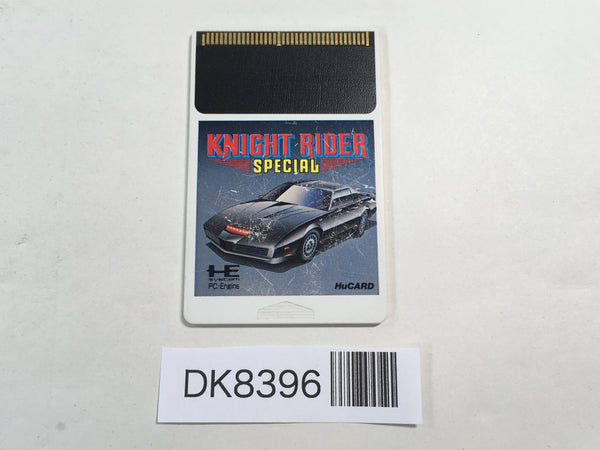 KNIGHT RIDER
SPECIAL
HE
SYSTEM
PC-Engine
HuCARD
DK8396